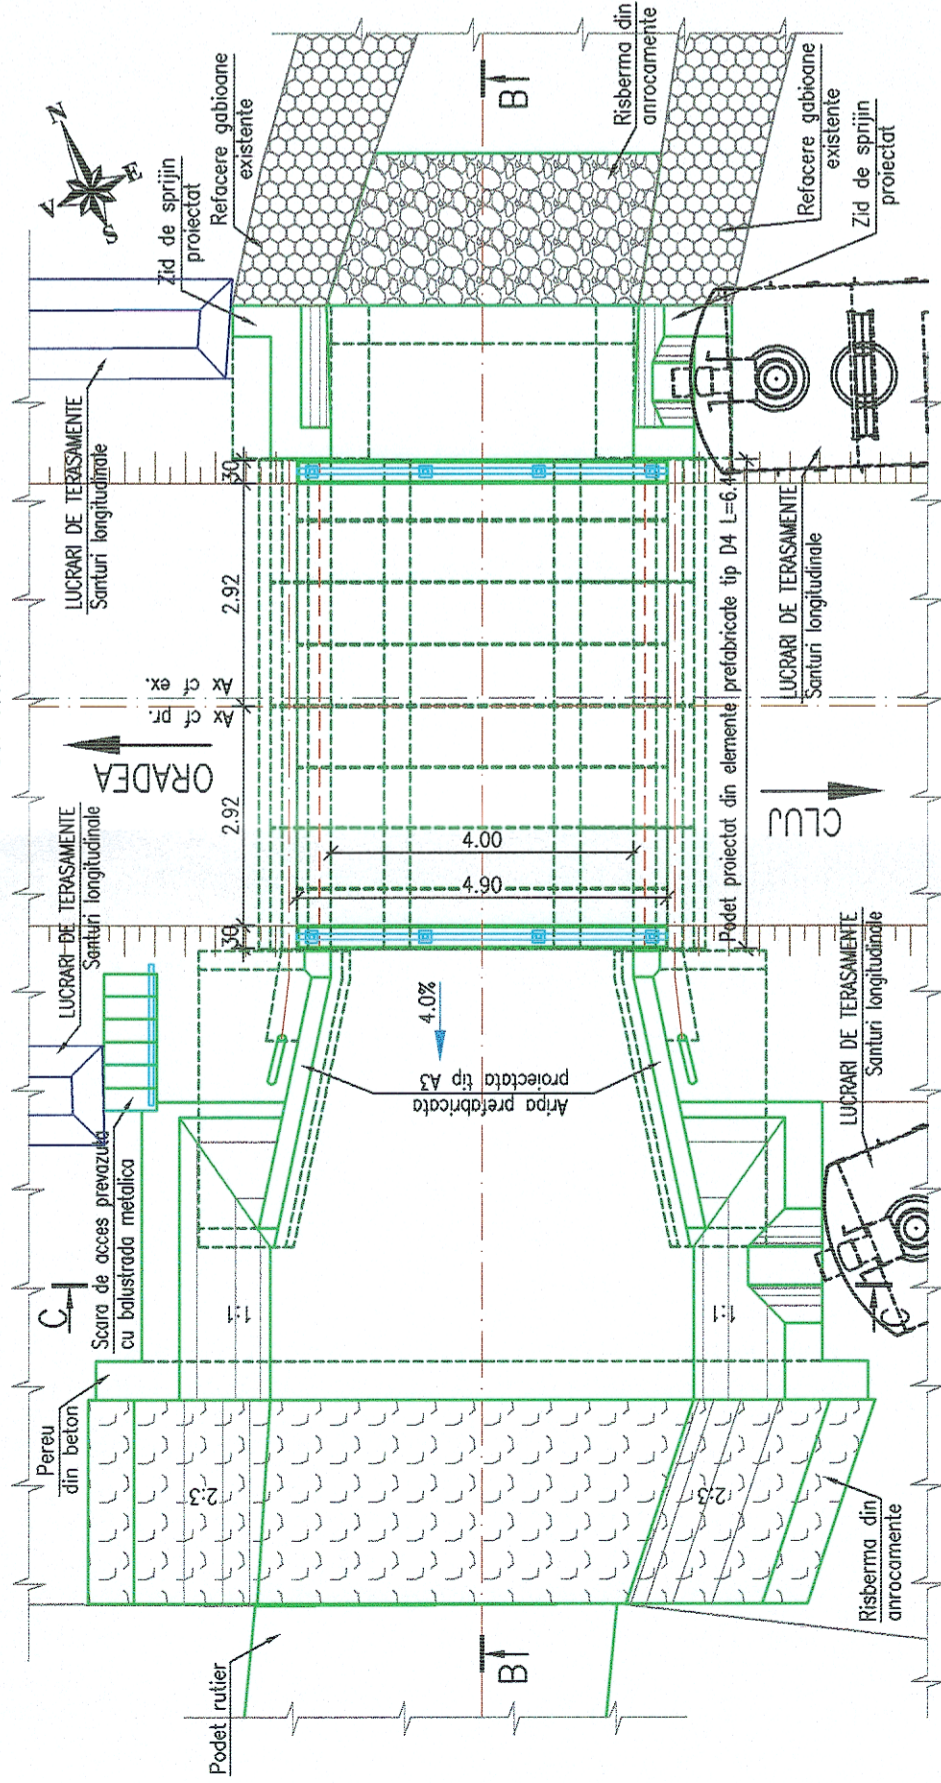 Podet rutier
Pereu
din beton
Scara de acces prevazuta
cu balustrada metalica
LUCRARI DE TERASAMENTE
Santuri longitudinale
ORADEA
LUCRARI DE TERASAMENTE
Santuri longitudinale
Zid de sprijin
proiectat
Refacere gabioane
existente
N
E
S
C
2:3
1:1
30
2.92
2.92
30
Ax cf pr.
Ax cf ex.
Risberma din
anrocamente
B
B
4.0%
Aripa prefabricata
proiectata tip A3
4.00
4.90
Podet proiectat din elemente prefabricate tip D4
2:3
1:1
C
CLUJ
Risberma din
anrocamente
LUCRARI DE TERASAMENTE
Santuri longitudinale
LUCRARI DE TERASAMENTE
Santuri longitudinale
Refacere gabioane
existente
Zid de sprijin
proiectat